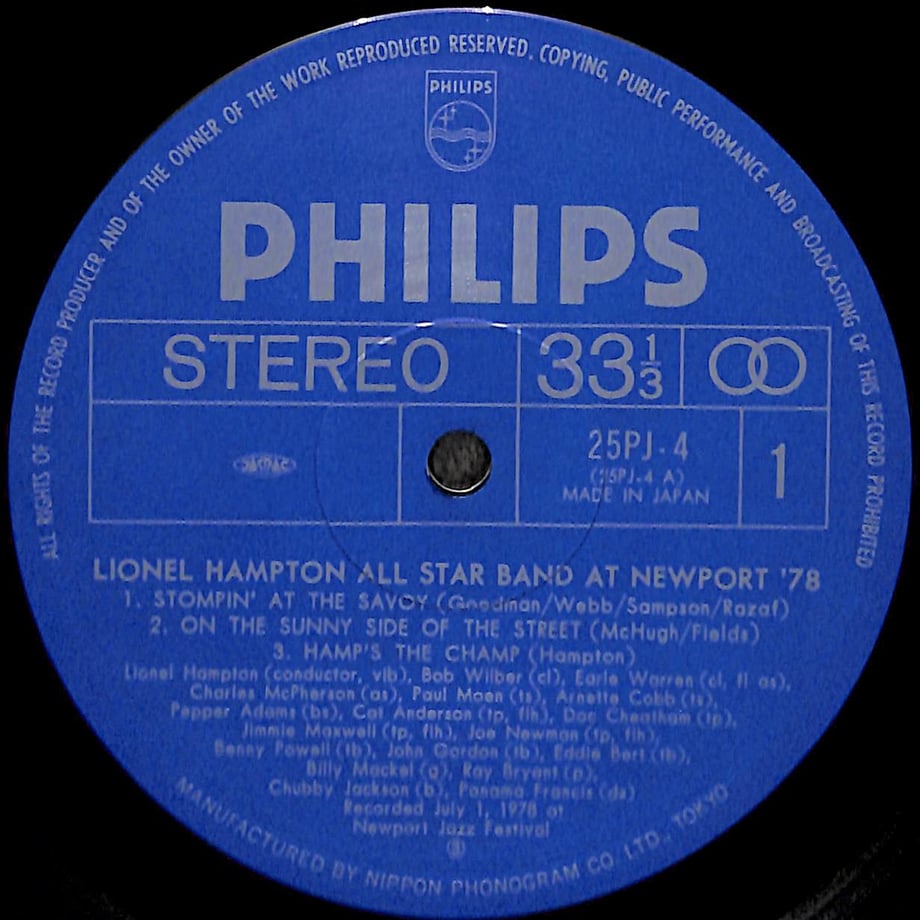 ALL RIGHTS OF THE RECORD PRODUCER AND OF THE OWNER OF THE WORK REPRODUCED RESERVED. COPYING, PUBLIC PERFORMANCE AND BROADCASTING OF THIS RECORD PROHIBITED
PHILIPS
PHILIPS
STEREO 33 1/3
JASRAC
25PJ-4
(25PJ-4 A)
MADE IN JAPAN
1
LIONEL HAMPTON ALL STAR BAND AT NEWPORT '78
1. STOMPIN' AT THE SAVOY (Goodman/Webb/Sampson/Razaf)
2. ON THE SUNNY SIDE OF THE STREET (McHugh/Fields)
3. HAMP'S THE CHAMP (Hampton)
Lionel Hampton (conductor, vib), Bob Wilber (cl), Earle Warren (cl, fl as),
Charles McPherson (as), Paul Moen (ts), Arnette Cobb (ts),
Pepper Adams (bs), Cat Anderson (tp, flh), Doc Cheatham (tp),
Jimmie Maxwell (tp, flh), Joe Newman (tp, flh),
Benny Powell (tb), John Gordon (tb), Eddie Bert (tb),
Billy Mackel (g), Ray Bryant (p),
Chubby Jackson (b), Panama Francis (ds)
Recorded July 1, 1978 at
Newport Jazz Festival
MANUFACTURED BY NIPPON PHONOGRAM CO. LTD., TOKYO